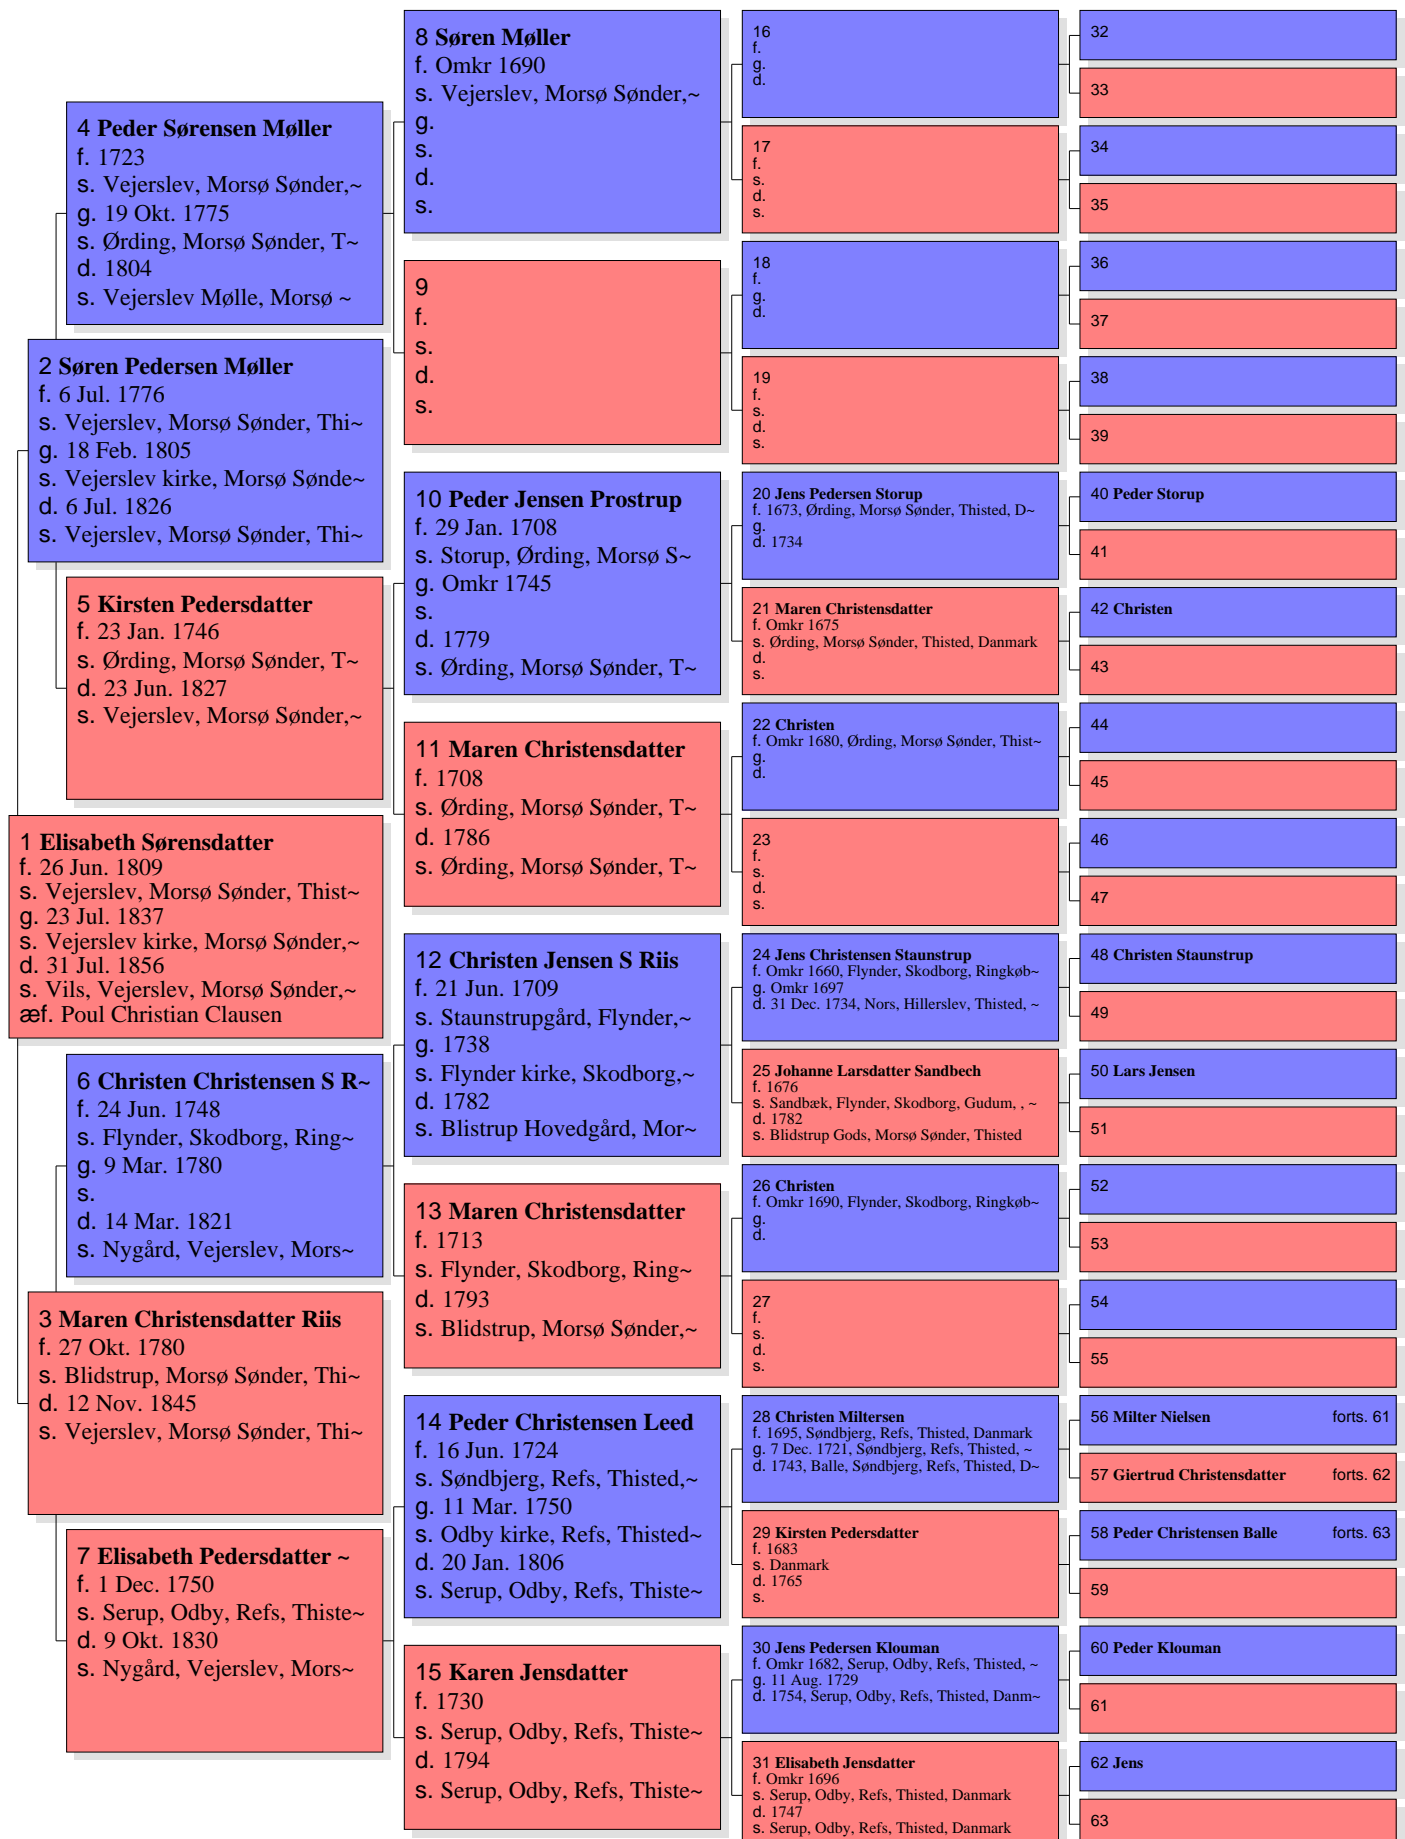 1 Elisabeth Sørensdatter
f. 26 Jun. 1809
s. Vejerslev, Morsø Sønder, Thist~
g. 23 Jul. 1837
s. Vejerslev kirke, Morsø Sønder,~
d. 31 Jul. 1856
s. Vils, Vejerslev, Morsø Sønder,~
æf. Poul Christian Clausen
2 Søren Pedersen Møller
f. 6 Jul. 1776
s. Vejerslev, Morsø Sønder, Thi~
g. 18 Feb. 1805
s. Vejerslev kirke, Morsø Sønde~
d. 6 Jul. 1826
s. Vejerslev, Morsø Sønder, Thi~
3 Maren Christensdatter Riis
f. 27 Okt. 1780
s. Blidstrup, Morsø Sønder, Thi~
d. 12 Nov. 1845
s. Vejerslev, Morsø Sønder, Thi~
4 Peder Sørensen Møller
f. 1723
s. Vejerslev, Morsø Sønder,~
g. 19 Okt. 1775
s. Ørding, Morsø Sønder, T~
d. 1804
s. Vejerslev Mølle, Morsø ~
5 Kirsten Pedersdatter
f. 23 Jan. 1746
s. Ørding, Morsø Sønder, T~
d. 23 Jun. 1827
s. Vejerslev, Morsø Sønder,~
6 Christen Christensen S R~
f. 24 Jun. 1748
s. Flynder, Skodborg, Ring~
g. 9 Mar. 1780
s.
d. 14 Mar. 1821
s. Nygård, Vejerslev, Mors~
7 Elisabeth Pedersdatter ~
f. 1 Dec. 1750
s. Serup, Odby, Refs, Thiste~
d. 9 Okt. 1830
s. Nygård, Vejerslev, Mors~
8 Søren Møller
f. Omkr 1690
s. Vejerslev, Morsø Sønder,~
g.
s.
d.
s.
9
f.
s.
d.
s.
10 Peder Jensen Prostrup
f. 29 Jan. 1708
s. Storup, Ørding, Morsø S~
g. Omkr 1745
s.
d. 1779
s. Ørding, Morsø Sønder, T~
11 Maren Christensdatter
f. 1708
s. Ørding, Morsø Sønder, T~
d. 1786
s. Ørding, Morsø Sønder, T~
12 Christen Jensen S Riis
f. 21 Jun. 1709
s. Staunstrupgård, Flynder,~
g. 1738
s. Flynder kirke, Skodborg,~
d. 1782
s. Blistrup Hovedgård, Mor~
13 Maren Christensdatter
f. 1713
s. Flynder, Skodborg, Ring~
d. 1793
s. Blidstrup, Morsø Sønder,~
14 Peder Christensen Leed
f. 16 Jun. 1724
s. Søndbjerg, Refs, Thisted,~
g. 11 Mar. 1750
s. Odby kirke, Refs, Thisted~
d. 20 Jan. 1806
s. Serup, Odby, Refs, Thiste~
15 Karen Jensdatter
f. 1730
s. Serup, Odby, Refs, Thiste~
d. 1794
s. Serup, Odby, Refs, Thiste~
16
f.
g.
d.
17
f.
s.
d.
s.
18
f.
g.
d.
19
f.
s.
d.
s.
20 Jens Pedersen Storup
f. 1673, Ørding, Morsø Sønder, Thisted, D~
g.
d. 1734
21 Maren Christensdatter
f. Omkr 1675
s. Ørding, Morsø Sønder, Thisted, Danmark
d.
s.
22 Christen
f. Omkr 1680, Ørding, Morsø Sønder, Thist~
g.
d.
23
f.
s.
d.
s.
24 Jens Christensen Staunstrup
f. Omkr 1660, Flynder, Skodborg, Ringkøb~
g. Omkr 1697
d. 31 Dec. 1734, Nors, Hillerslev, Thisted, ~
25 Johanne Larsdatter Sandbech
f. 1676
s. Sandbæk, Flynder, Skodborg, Gudum, , ~
d. 1782
s. Blidstrup Gods, Morsø Sønder, Thisted
26 Christen
f. Omkr 1690, Flynder, Skodborg, Ringkøb~
g.
d.
27
f.
s.
d.
s.
28 Christen Miltersen
f. 1695, Søndbjerg, Refs, Thisted, Danmark
g. 7 Dec. 1721, Søndbjerg, Refs, Thisted, ~
d. 1743, Balle, Søndbjerg, Refs, Thisted, D~
29 Kirsten Pedersdatter
f. 1683
s. Danmark
d. 1765
s.
30 Jens Pedersen Klouman
f. Omkr 1682, Serup, Odby, Refs, Thisted, ~
g. 11 Aug. 1729
d. 1754, Serup, Odby, Refs, Thisted, Danm~
31 Elisabeth Jensdatter
f. Omkr 1696
s. Serup, Odby, Refs, Thisted, Danmark
d. 1747
s. Serup, Odby, Refs, Thisted, Danmark
32
33
34
35
36
37
38
39
40 Peder Storup
41
42 Christen
43
44
45
46
47
48 Christen Staunstrup
49
50 Lars Jensen
51
52
53
54
55
56 Milter Nielsen forts. 61
57 Giertrud Christensdatter forts. 62
58 Peder Christensen Balle forts. 63
59
60 Peder Klouman
61
62 Jens
63